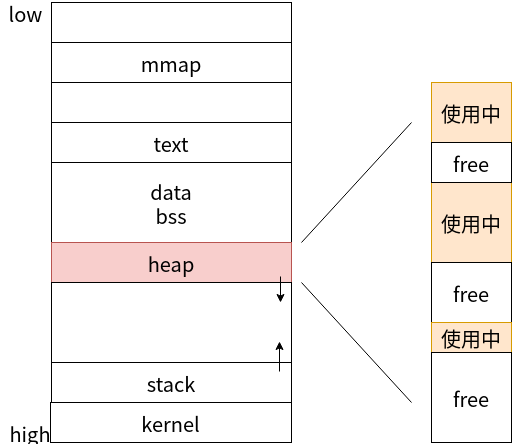 low
mmap
text
data
bss
heap
stack
kernel
high
使用中
free
使用中
free
使用中
free